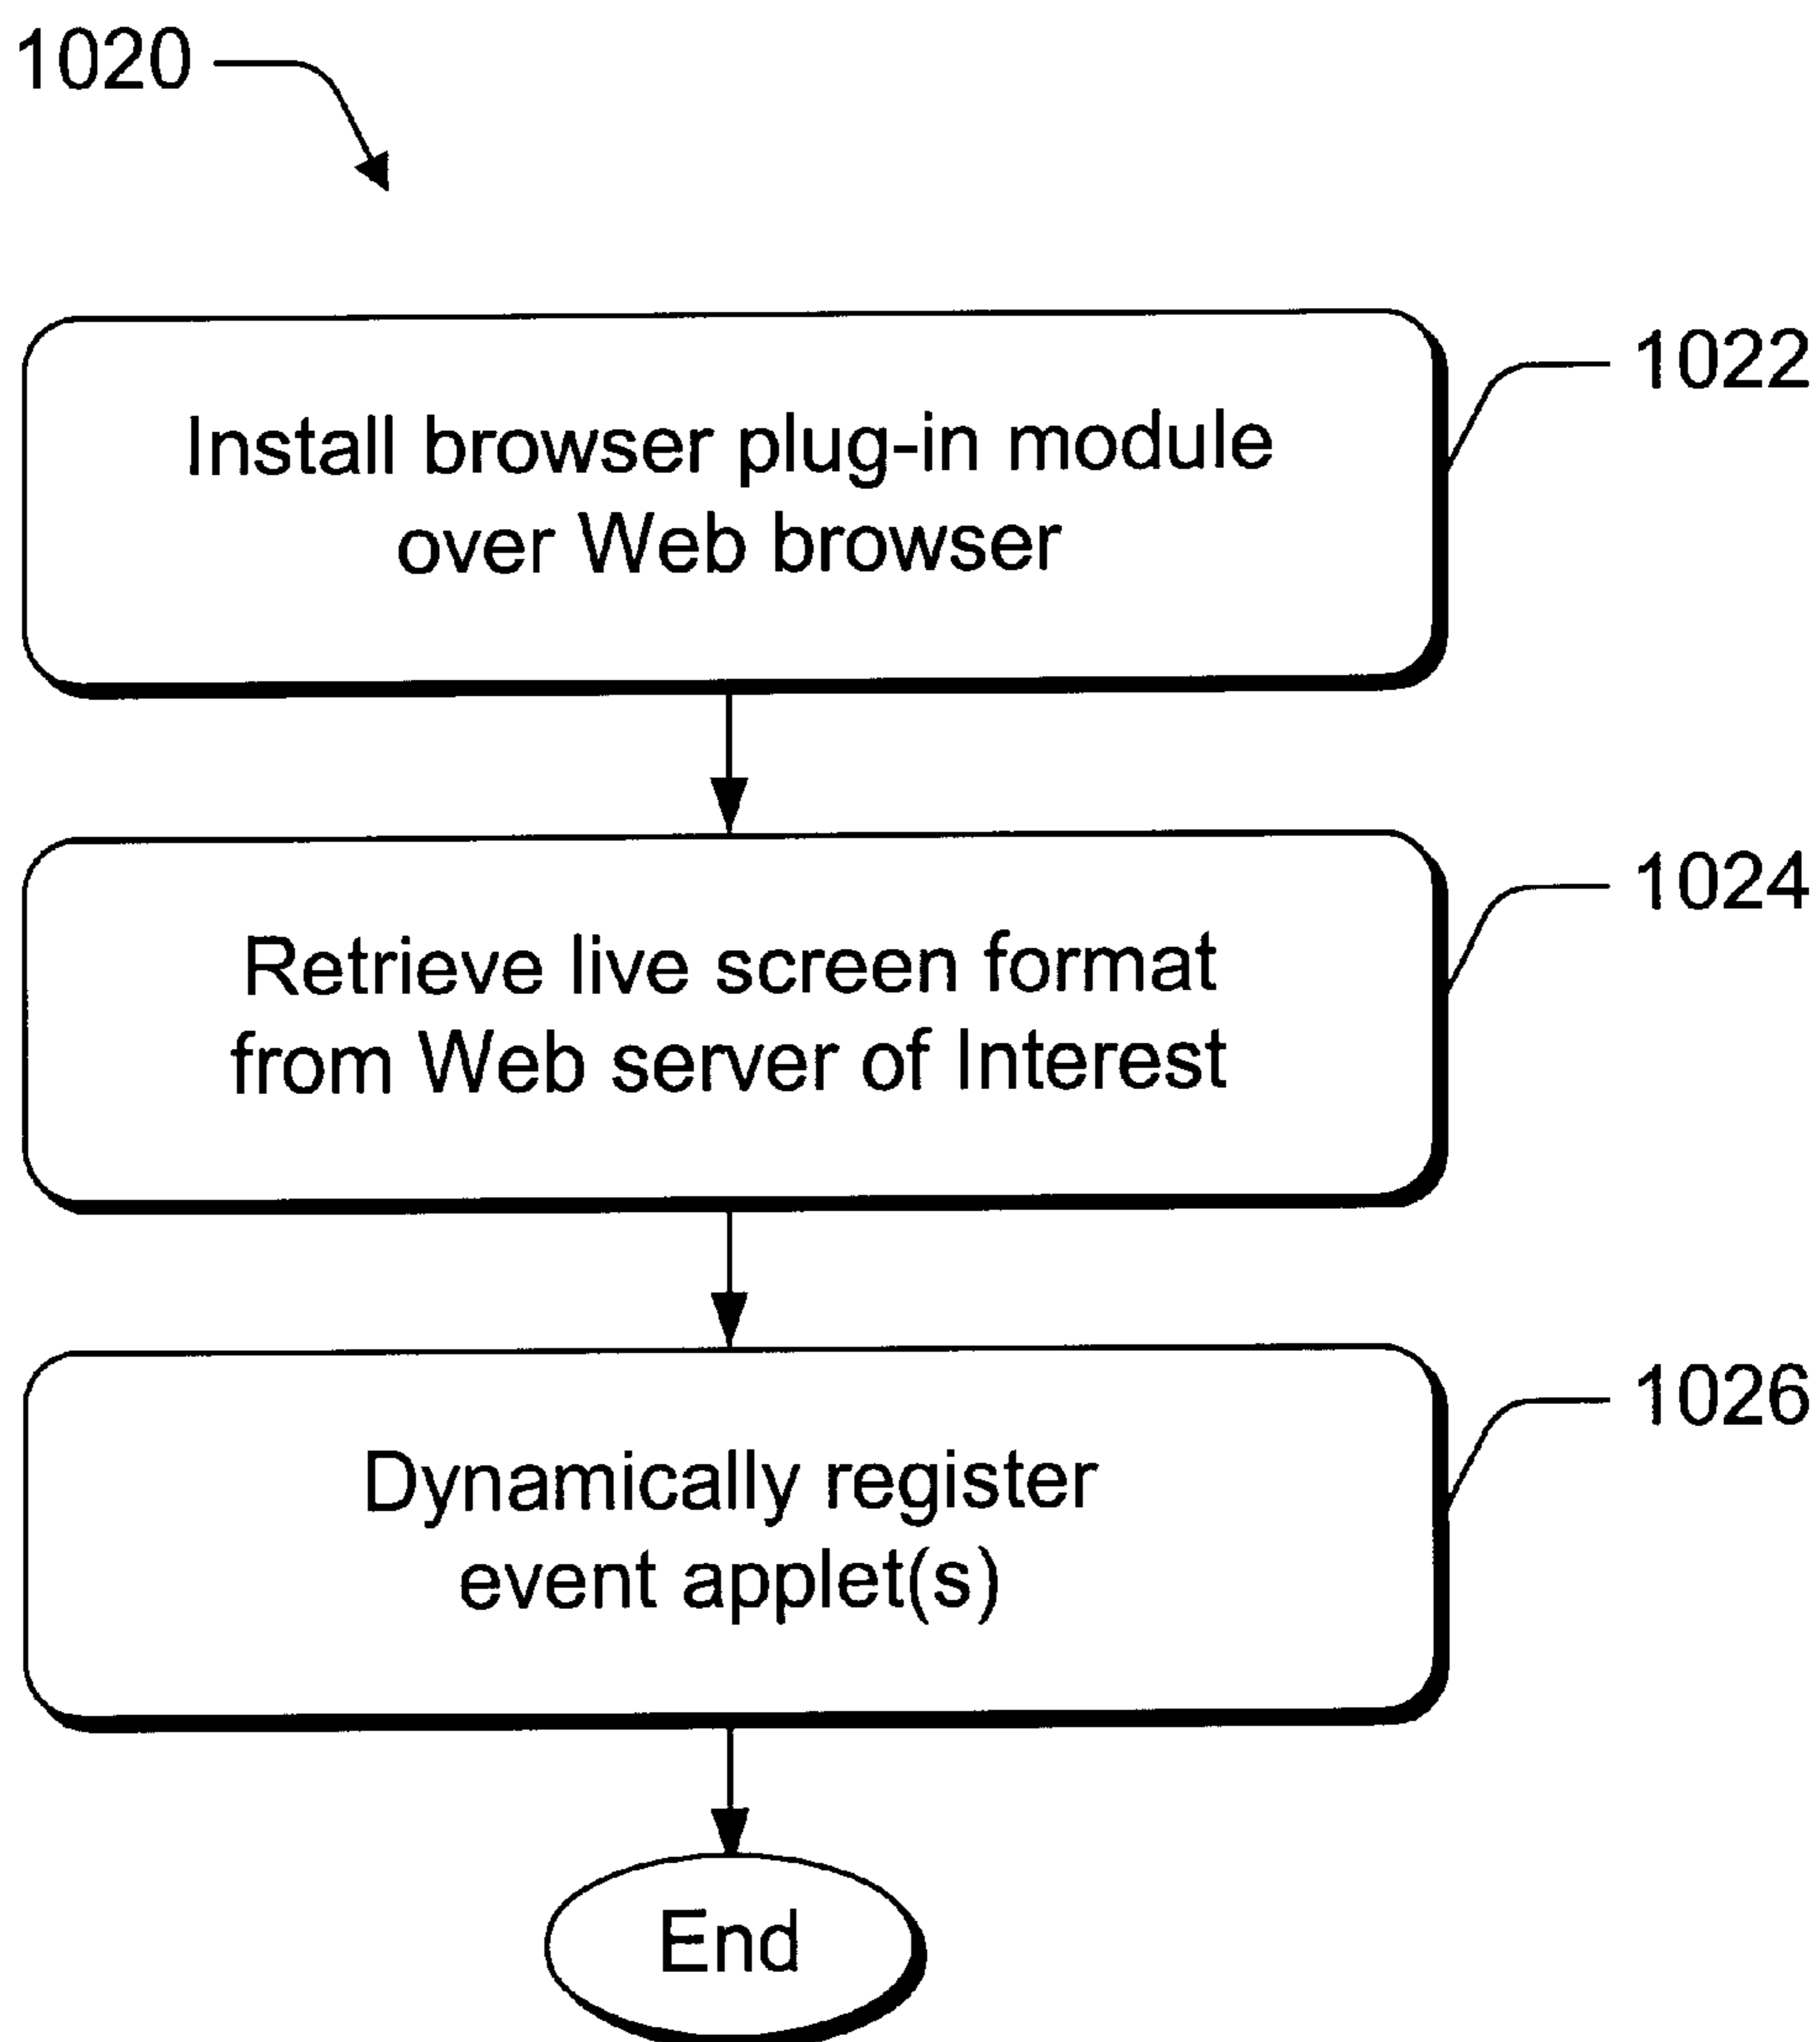 1020
1022
Install browser plug-in module
over Web browser
1024
Retrieve live screen format
from Web server of Interest
1026
Dynamically register
event applet(s)
End